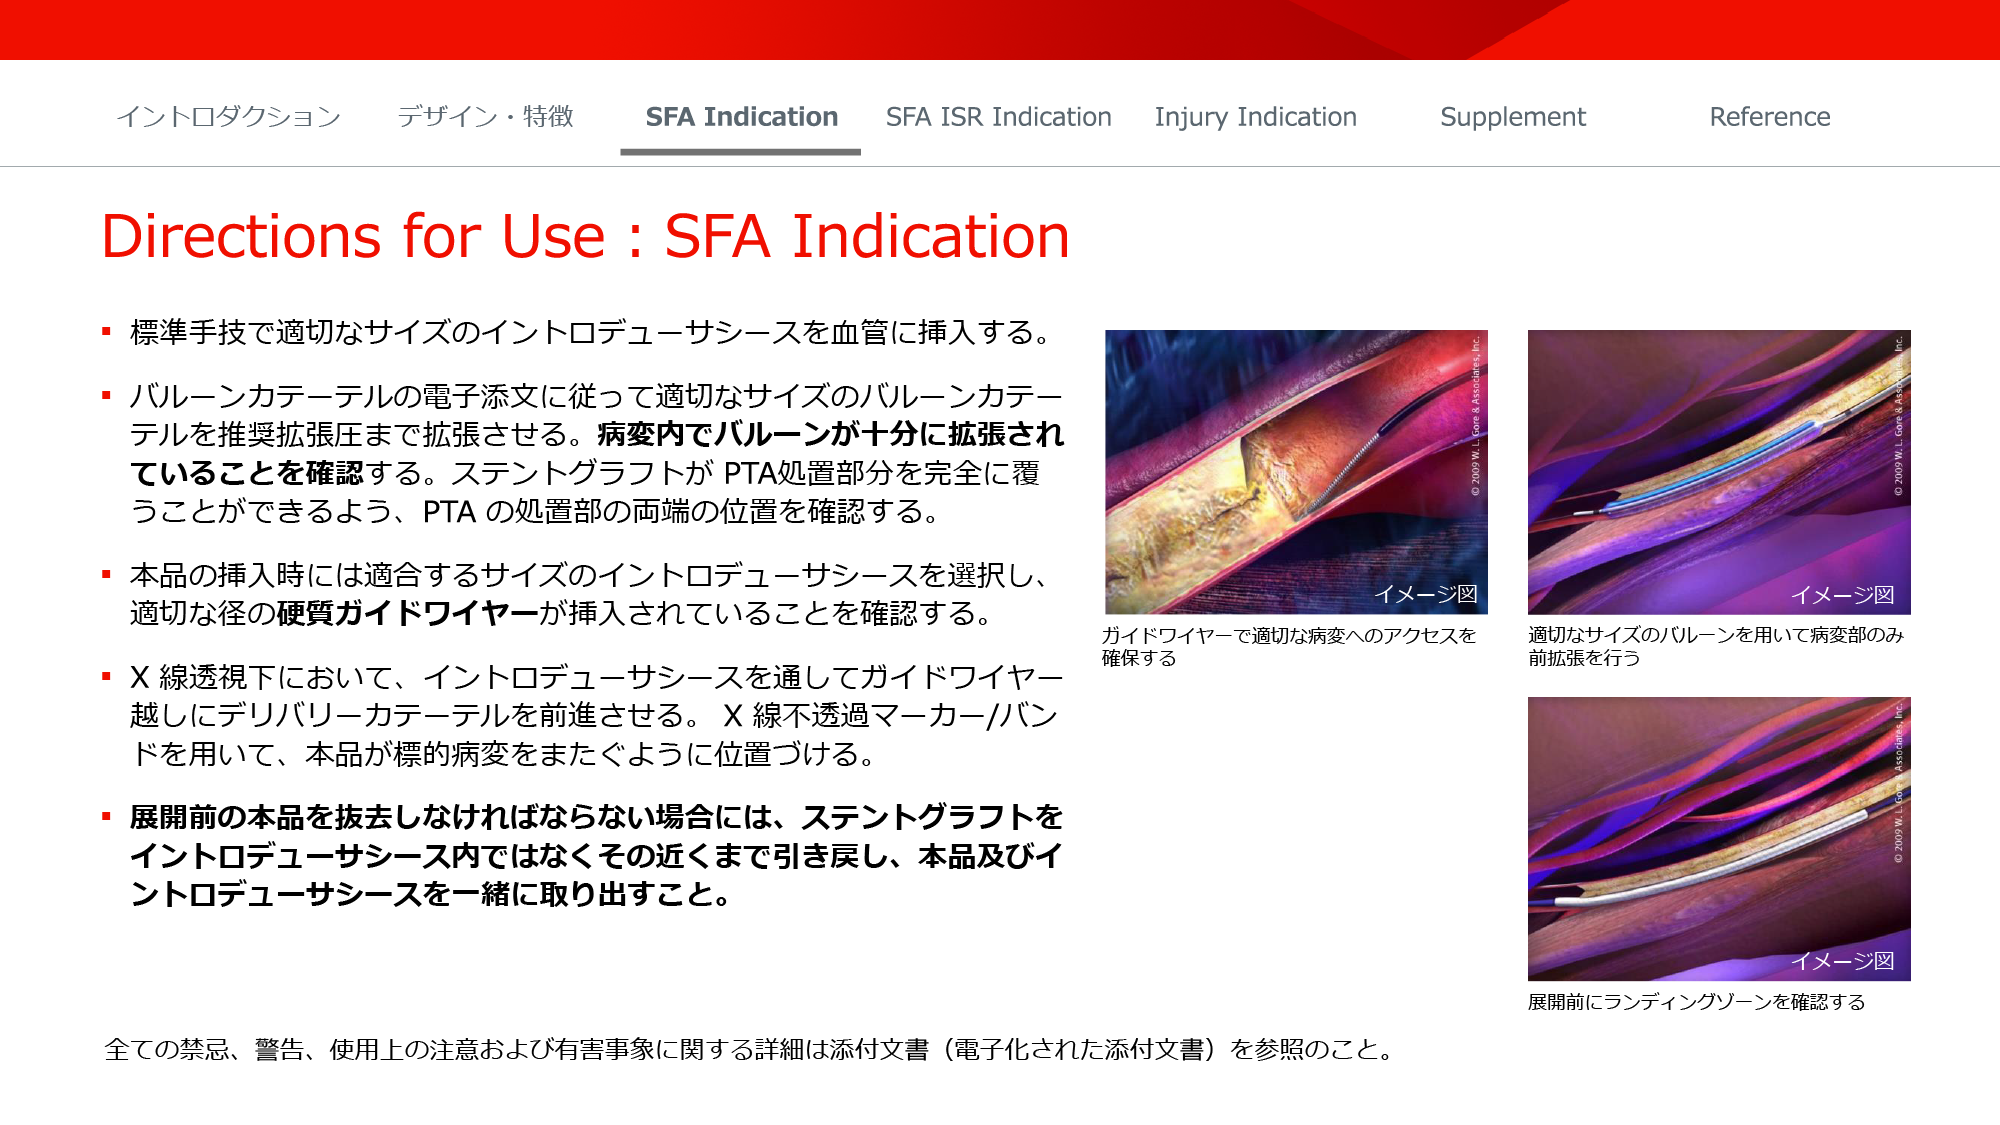 イントロダクション
デザイン・特徴
SFA Indication
SFA ISR Indication
Injury Indication
Supplement
Reference
Directions for Use : SFA Indication
標準手技で適切なサイズのイントロデューサシースを血管に挿入する。
バルーンカテーテルの電子添文に従って適切なサイズのバルーンカテー
テルを推奨拡張圧まで拡張させる。病変内でバルーンが十分に拡張され
ていることを確認する。ステントグラフトが PTA処置部分を完全に覆
うことができるよう、PTA の処置部の両端の位置を確認する。
本品の挿入時には適合するサイズのイントロデューサシースを選択し、
適切な径の硬質ガイドワイヤーが挿入されていることを確認する。
X 線透視下において、イントロデューサシースを通してガイドワイヤー
越しにデリバリーカテーテルを前進させる。 X 線不透過マーカー/バン
ドを用いて、本品が標的病変をまたぐように位置づける。
展開前の本品を抜去しなければならない場合には、ステントグラフトを
イントロデューサシース内ではなくその近くまで引き戻し、本品及びイ
ントロデューサシースを一緒に取り出すこと。
© 2009 W. L. Gore & Associates, Inc.
イメージ図
ガイドワイヤーで適切な病変へのアクセスを
確保する
© 2009 W. L. Gore & Associates, Inc.
イメージ図
適切なサイズのバルーンを用いて病変部のみ
前拡張を行う
© 2009 W. L. Gore & Associates, Inc.
イメージ図
展開前にランディングゾーンを確認する
全ての禁忌、警告、使用上の注意および有害事象に関する詳細は添付文書（電子化された添付文書）を参照のこと。